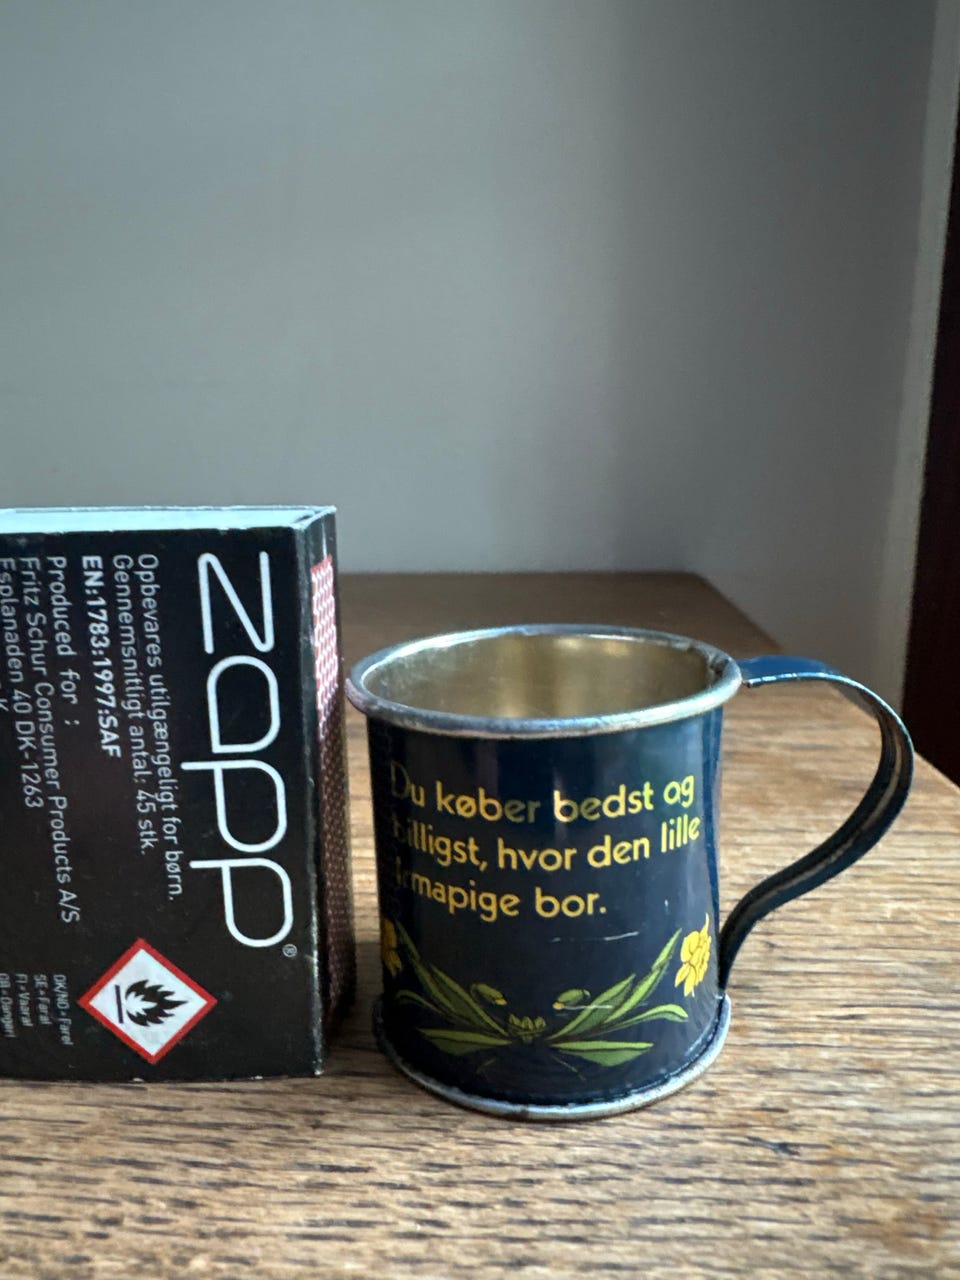 zapp®
Opbevares utilgængeligt for børn.
Gennemsnitligt antal: 45 stk.
EN:1783:1997:SAF
Produced for :
Fritz Schur Consumer Products A/S
Esplanaden 40 DK-1263
K
DK/NO • Fare!
SE • Fara!
FI • Vaara!
GB • Danger!
Du køber bedst og
billigst, hvor den lille
Irmapige bor.